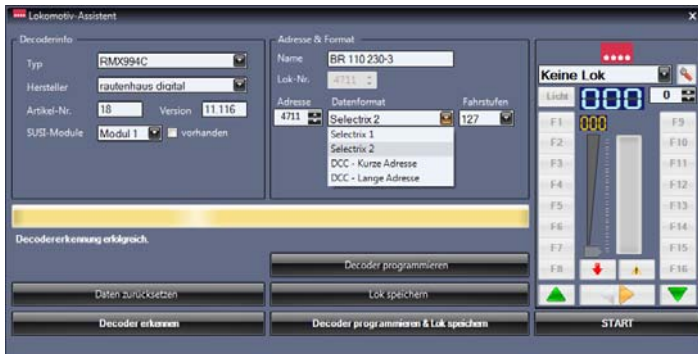 Lokomotiv-Assistent
X
Decoderinfo
Typ RMX994C
Hersteller rautenhaus digital
Artikel-Nr. 18 Version 11.116
SUSI-Module Modul 1 vorhanden
Adresse & Format
Name BR 110 230-3
Lok-Nr. 4711
Adresse Datenformat Fahrstufen
4711 Selectrix 2 127
Selectrix 1
Selectrix 2
DCC - Kurze Adresse
DCC - Lange Adresse
Decodererkennung erfolgreich.
Decoder programmieren
Daten zurücksetzen
Lok speichern
Decoder erkennen
Decoder programmieren & Lok speichern
Keine Lok
Licht 000 0
F1 000 F9
F2 F10
F3 F11
F4 F12
F5 F13
F6 F14
F7 F15
F8 F16
START